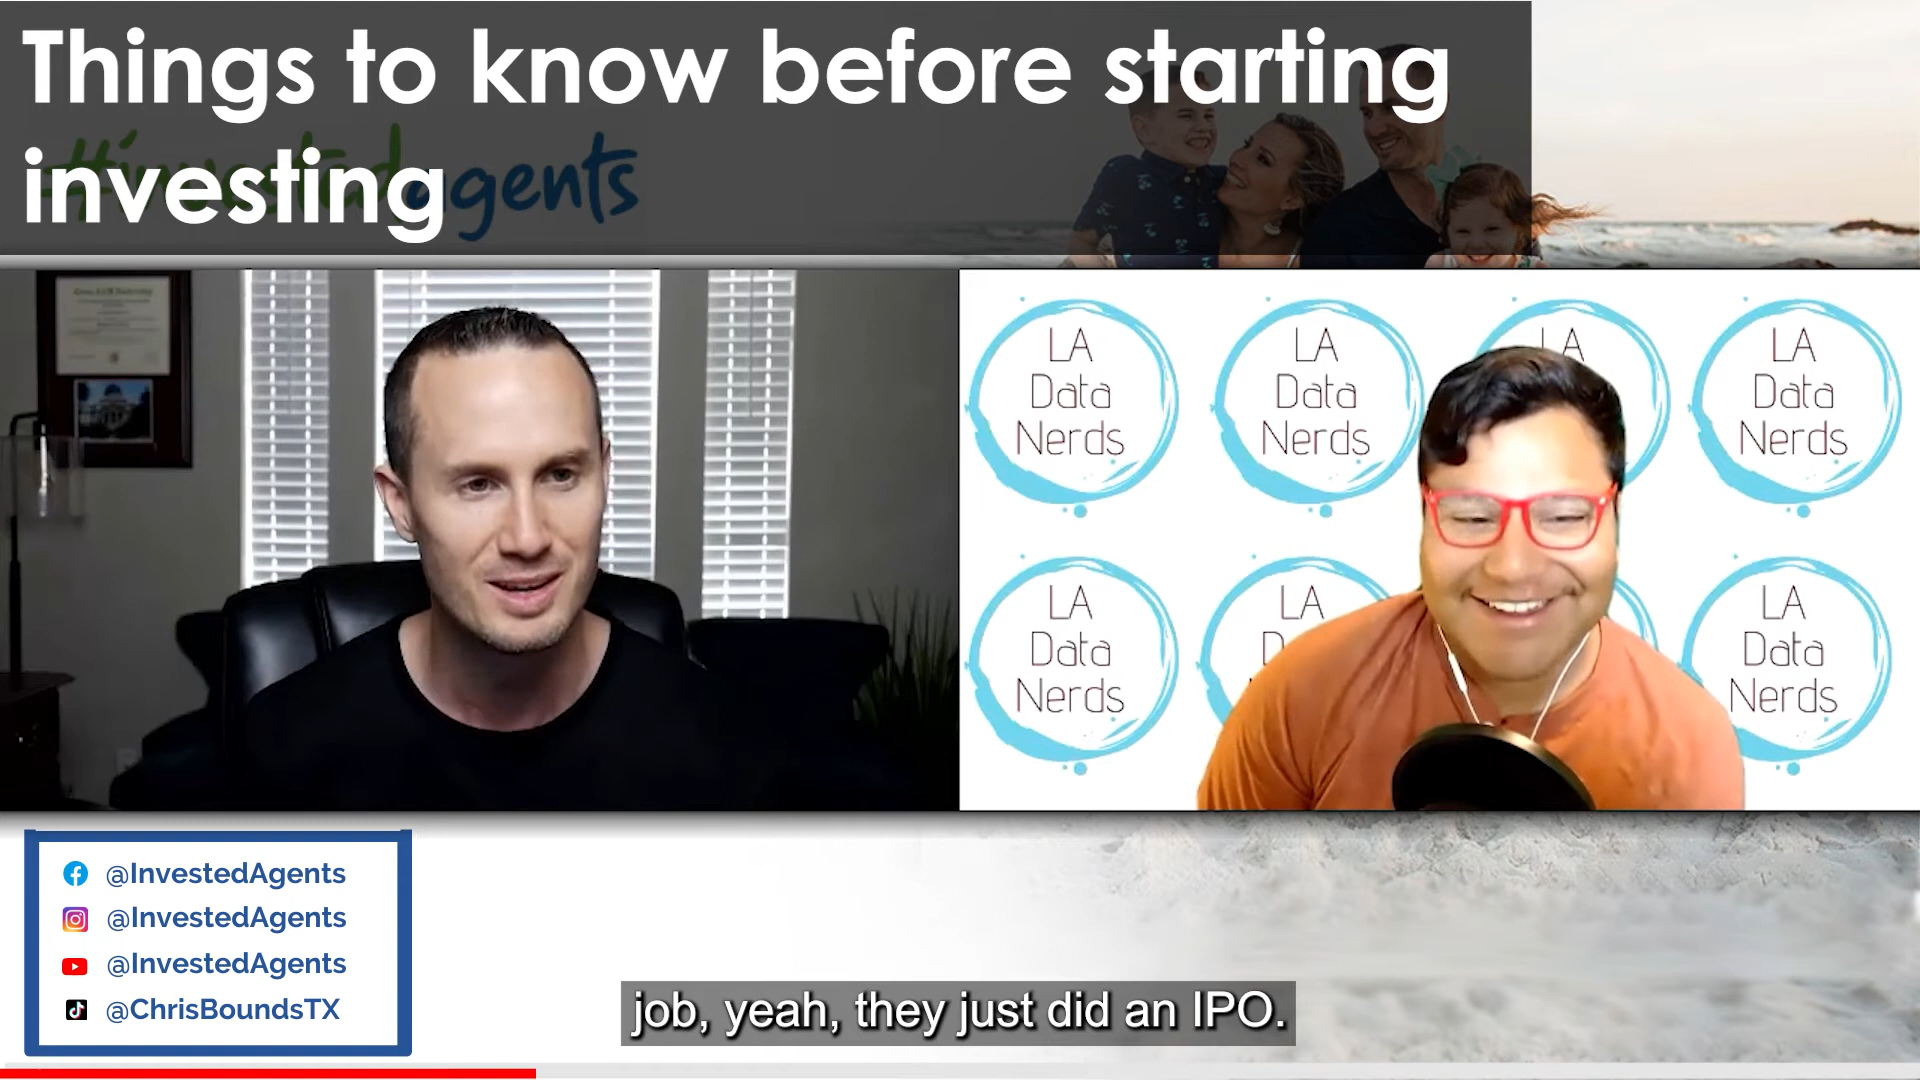 Things to know before starting
investing
#investedagents
LA
Data
Nerds
LA
Data
Nerds
LA
LA
Data
Nerds
LA
Data
Nerds
LA
D
LA
Data
Nerds
@InvestedAgents
@InvestedAgents
@InvestedAgents
@ChrisBoundsTX
job, yeah, they just did an IPO.